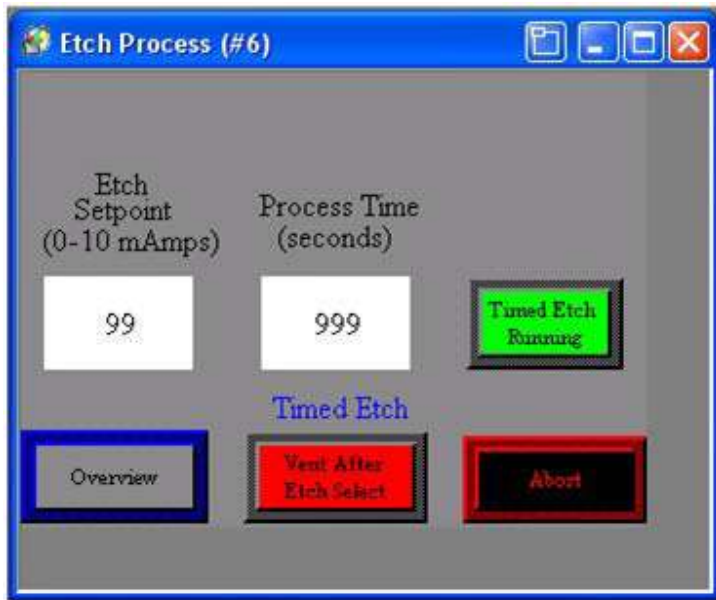 Etch Process (#6)
Etch
Setpoint
(0-10 mAmps)
Process Time
(seconds)
99
999
Timed Etch
Running
Timed Etch
Overview
Vent After
Etch Select
Abort